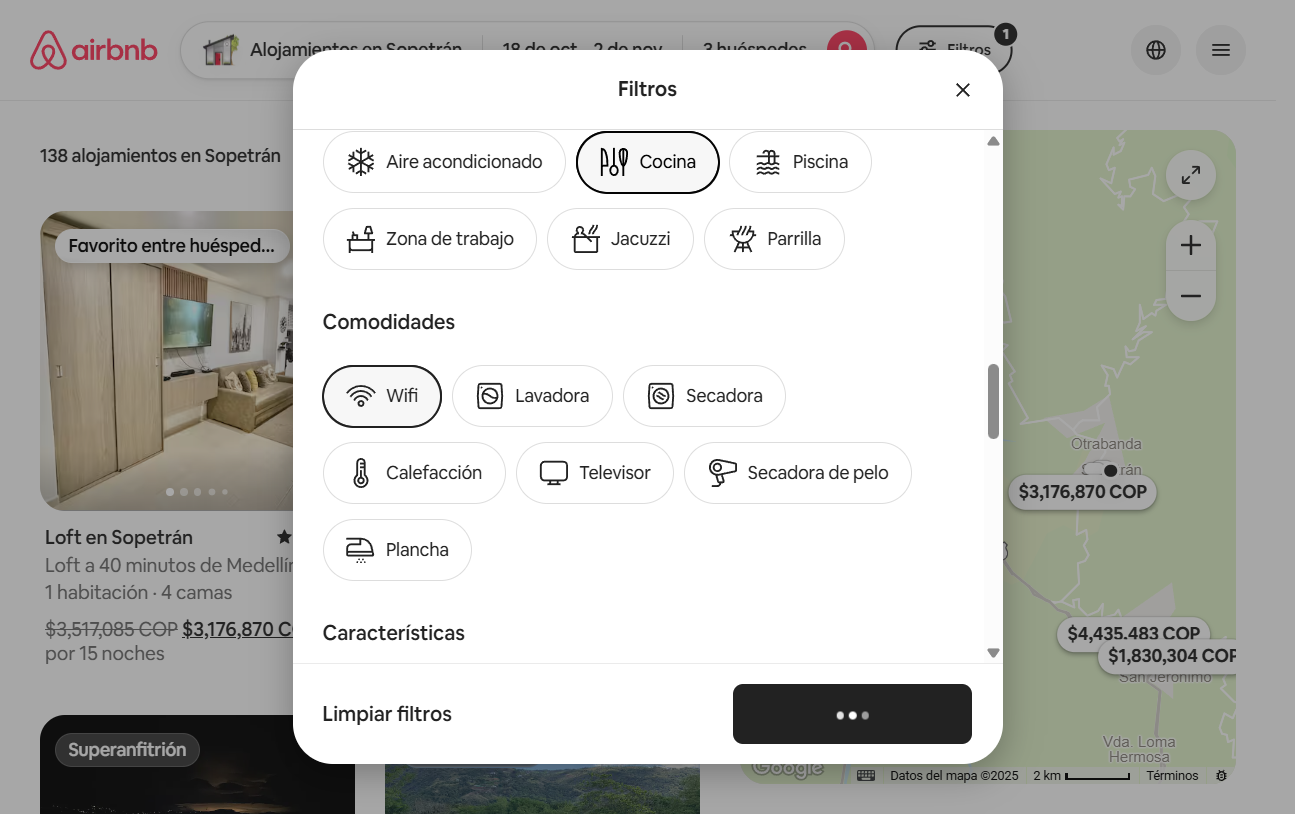 airbnb
Alojamientos en Sopetrán
18 de oct – 2 de nov
3 huéspedes
Filtros
1
Filtros
138 alojamientos en Sopetrán
Aire acondicionado
Cocina
Piscina
Zona de trabajo
Jacuzzi
Parrilla
Comodidades
Wifi
Lavadora
Secadora
Calefacción
Televisor
Secadora de pelo
Plancha
Características
Limpiar filtros
Favorito entre huésped...
Loft en Sopetrán
Loft a 40 minutos de Medellín
1 habitación · 4 camas
$3,517,085 COP $3,176,870 C
por 15 noches
Superanfitrión
Otrabanda
$3,176,870 COP
$4,435,483 COP
$1,830,304 COP
San Jerónimo
Vda. Loma
Hermosa
Google
Datos del mapa ©2025
2 km
Términos